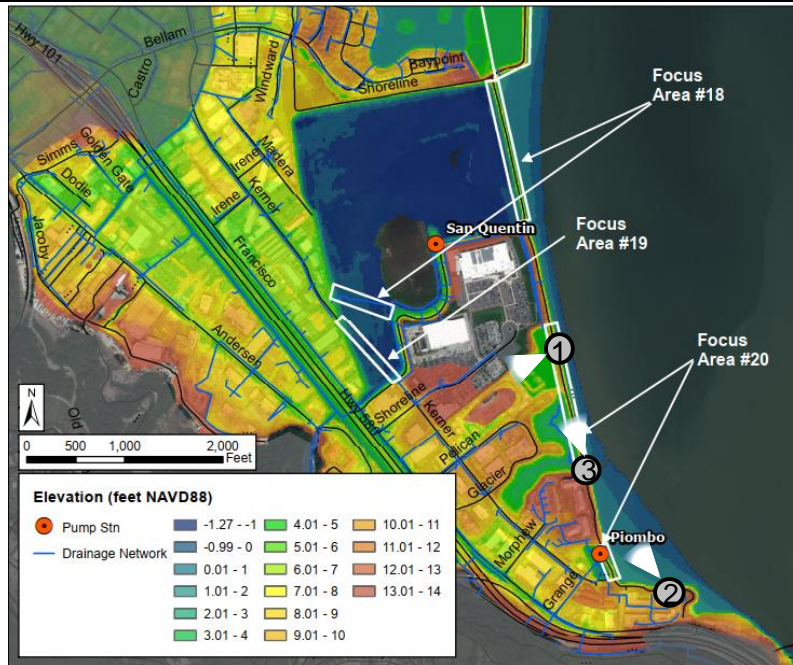 Hwy 101
Bellam
Castro
Windward
Baypoint
Shoreline
Focus
Area #18
Simms
Golden Gate
Dodie
Irene
Madera
Irene
Kerner
Jacoby
Francisco
San Quentin
Focus
Area #19
Andersen
Hwy 580
Shoreline
Kerner
Pelican
Glacier
Morphew
Grange
Old
1
Focus
Area #20
3
Piombo
2
N
0 500 1,000 2,000
Feet
Elevation (feet NAVD88)
Pump Stn
Drainage Network
-1.27 - -1
-0.99 - 0
0.01 - 1
1.01 - 2
2.01 - 3
3.01 - 4
4.01 - 5
5.01 - 6
6.01 - 7
7.01 - 8
8.01 - 9
9.01 - 10
10.01 - 11
11.01 - 12
12.01 - 13
13.01 - 14